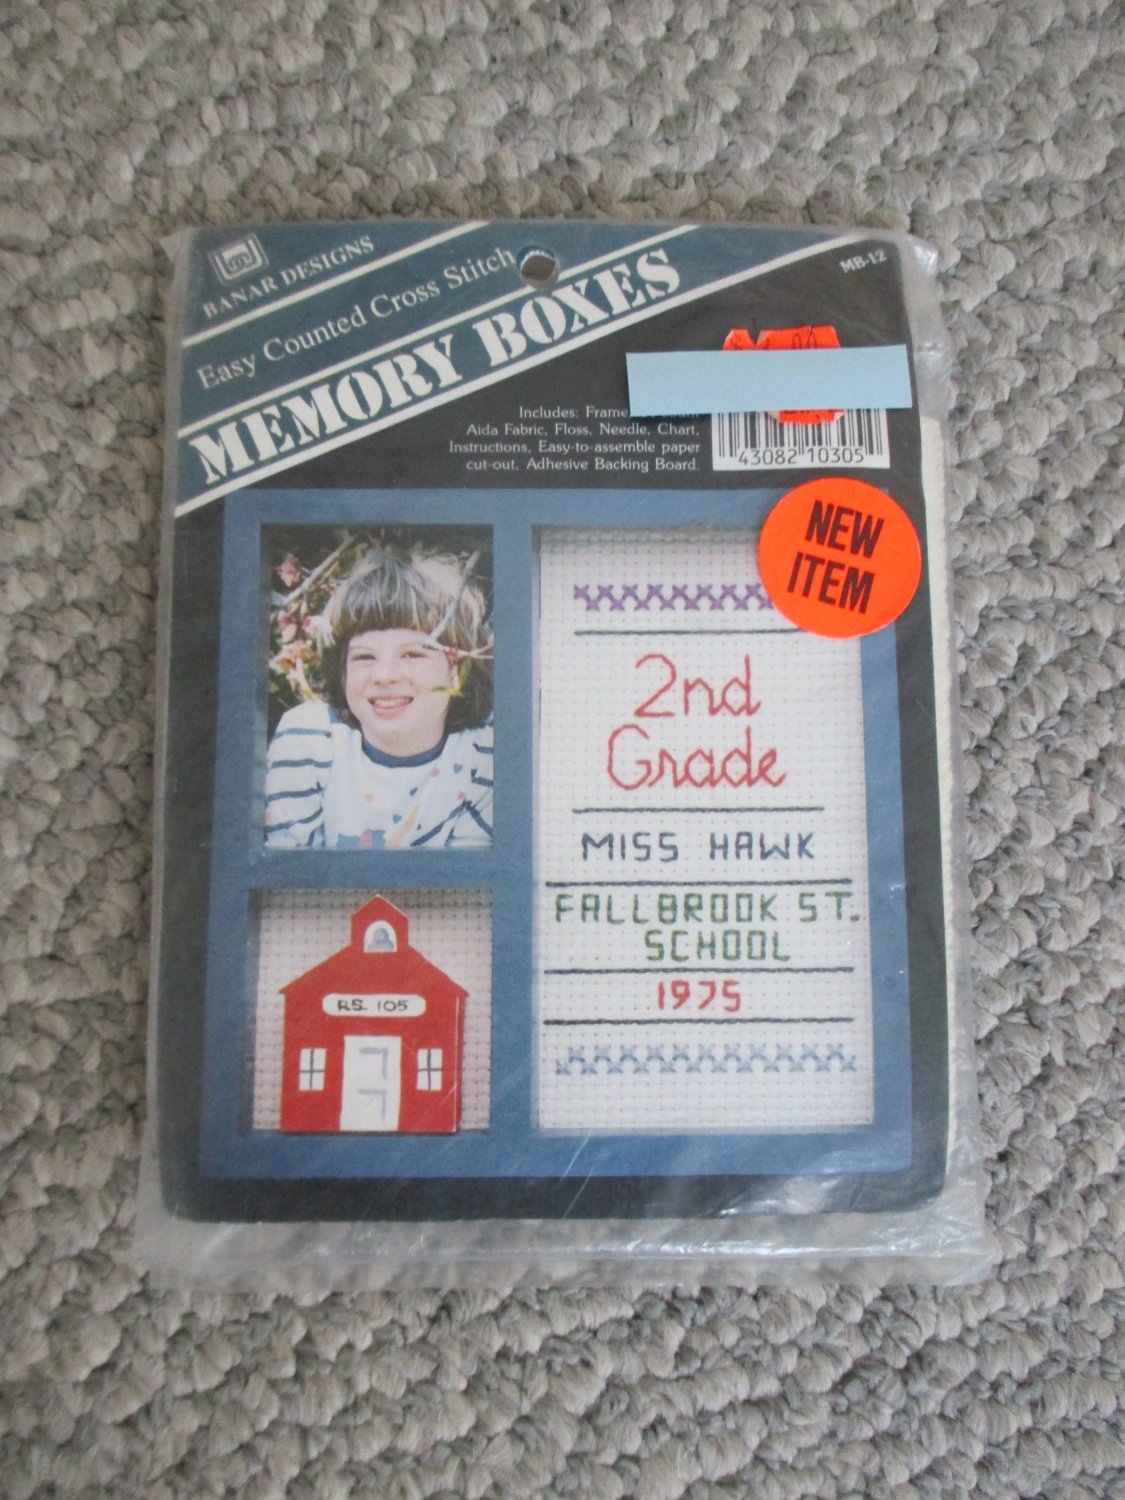 BANAR DESIGNS
Easy Counted Cross Stitch
MEMORY BOXES
MB-12
Includes: Frame,
Aida Fabric, Floss, Needle, Chart,
Instructions, Easy-to-assemble paper
cut-out, Adhesive Backing Board.
43082 10305
NEW
ITEM
2nd
Grade
MISS HAWK
FALLBROOK ST.
SCHOOL
1975
P.S. 105